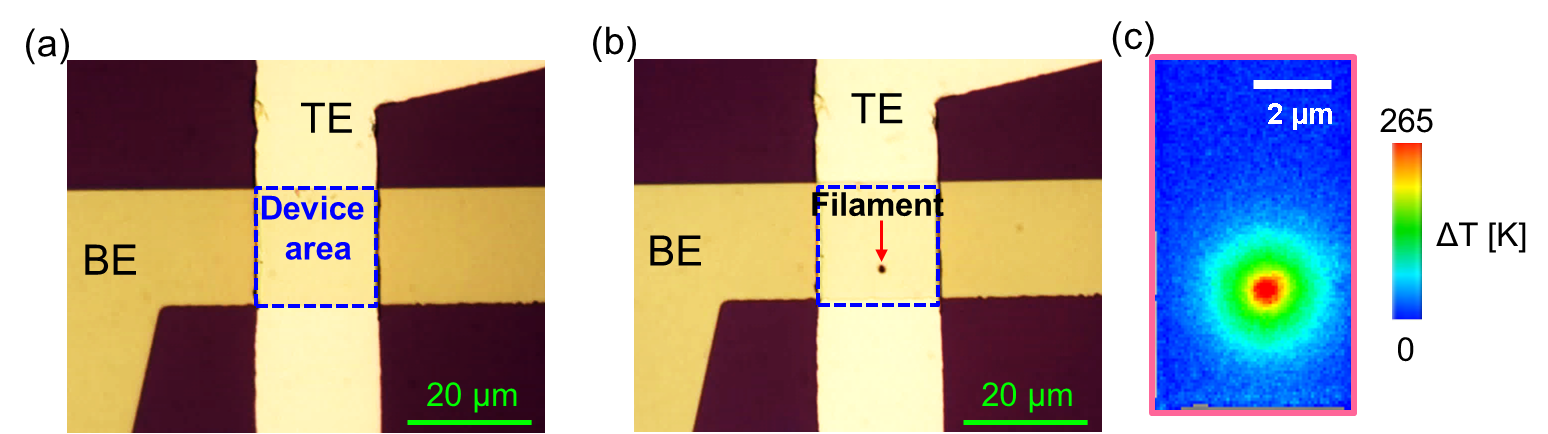 (a)
TE
Device
area
BE
20 μm
(b)
TE
Filament
BE
20 μm
(c)
2 μm
265
ΔT [K]
0